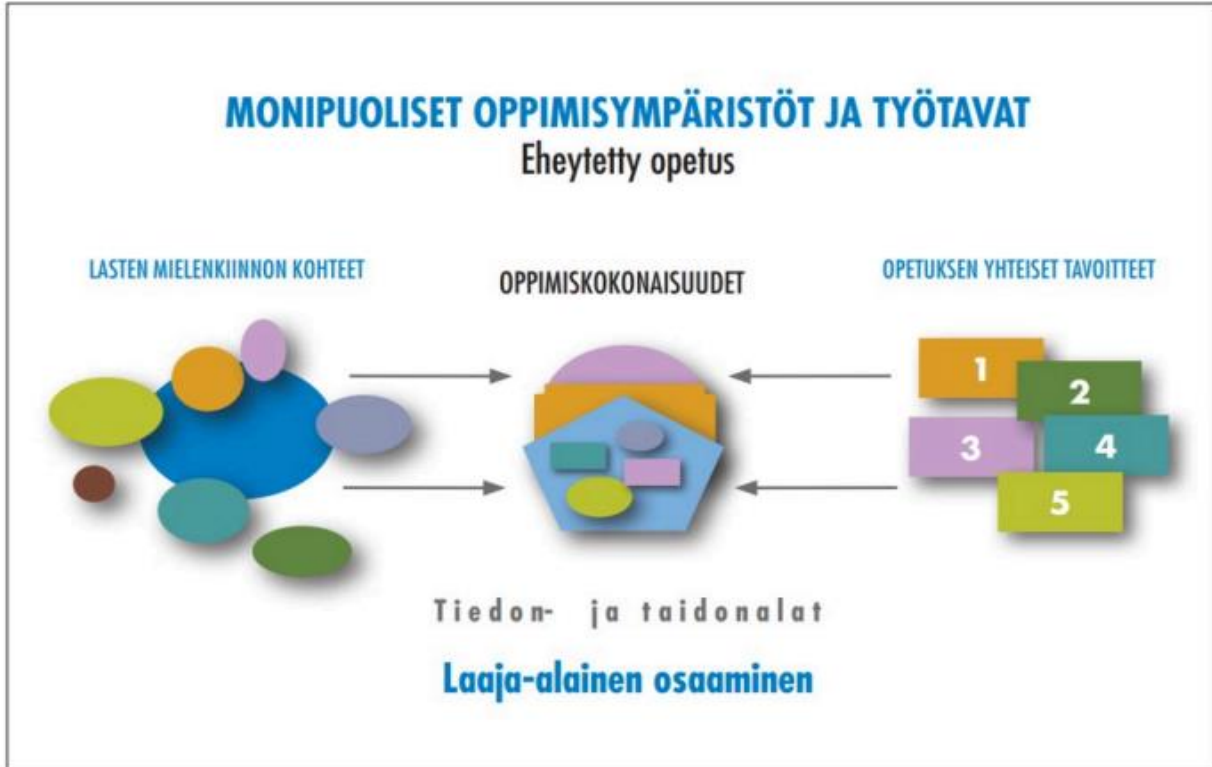 MONIPUOLISET OPPIMISYMPÄRISTÖT JA TYÖTAVAT
Eheytetty opetus
LASTEN MIELENKIINNON KOHTEET
OPPIMISKOKONAISUUDET
OPETUKSEN YHTEISET TAVOITTEET
1
2
3
4
5
Tiedon- ja taidonalat
Laaja-alainen osaaminen